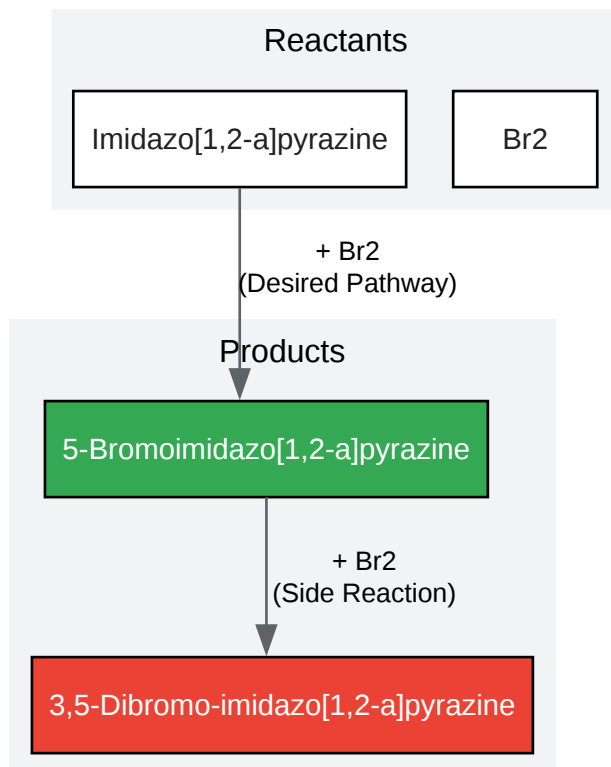 Reactants
Imidazo[1,2-a]pyrazine
Br2
+ Br2
(Desired Pathway)
Products
5-Bromoimidazo[1,2-a]pyrazine
+ Br2
(Side Reaction)
3,5-Dibromo-imidazo[1,2-a]pyrazine